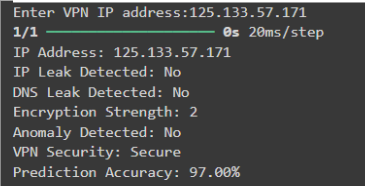 Enter VPN IP address:125.133.57.171
1/1 ━━━━━━━━━━━━━━━━━━━━ 0s 20ms/step
IP Address: 125.133.57.171
IP Leak Detected: No
DNS Leak Detected: No
Encryption Strength: 2
Anomaly Detected: No
VPN Security: Secure
Prediction Accuracy: 97.00%